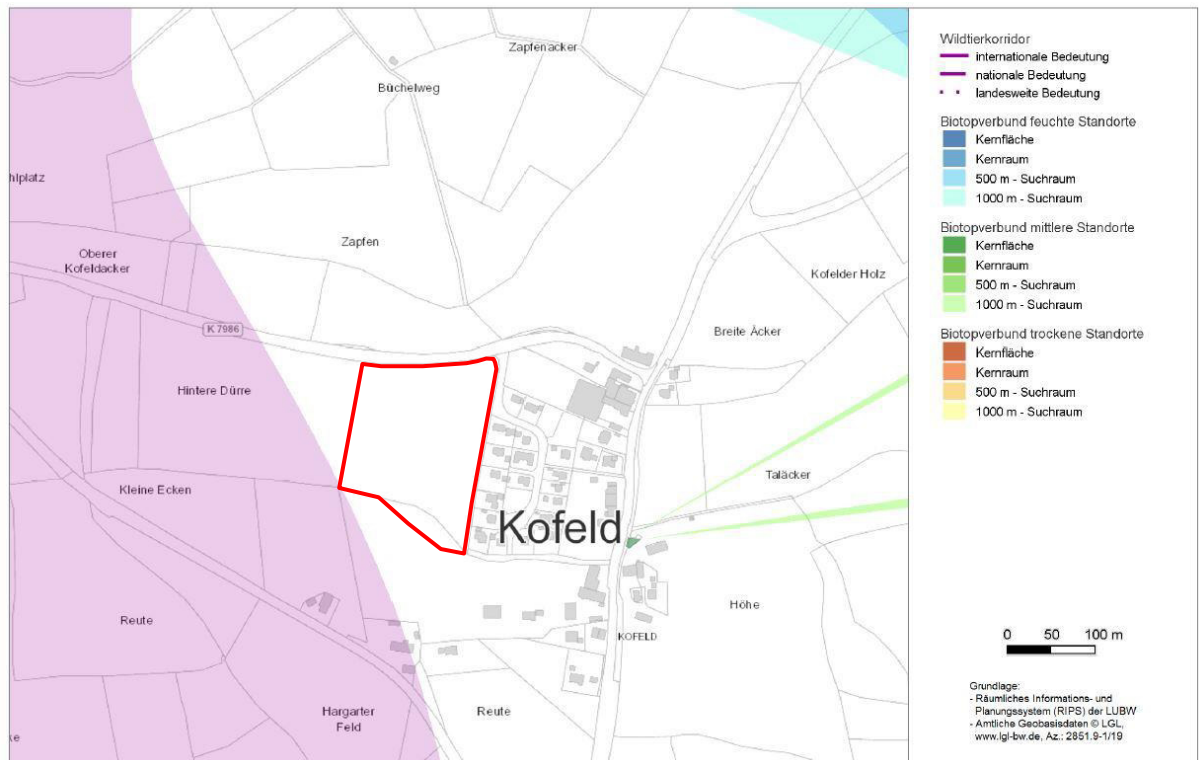 Zapfenäcker
Büchelweg
hlplatz
Zapfen
Oberer
Kofeldacker
Kofelder Holz
K 7986
Breite Äcker
Hintere Dürre
Taläcker
Kleine Ecken
Kofeld
Höhe
Reute
KOFELD
Hargarter
Feld
Reute
ke
Wildtierkorridor
internationale Bedeutung
nationale Bedeutung
landesweite Bedeutung
Biotopverbund feuchte Standorte
Kernfläche
Kernraum
500 m - Suchraum
1000 m - Suchraum
Biotopverbund mittlere Standorte
Kernfläche
Kernraum
500 m - Suchraum
1000 m - Suchraum
Biotopverbund trockene Standorte
Kernfläche
Kernraum
500 m - Suchraum
1000 m - Suchraum
0 50 100 m
Grundlage:
- Räumliches Informations- und
Planungssystem (RIPS) der LUBW
- Amtliche Geobasisdaten © LGL,
www.lgl-bw.de, Az.: 2851.9-1/19